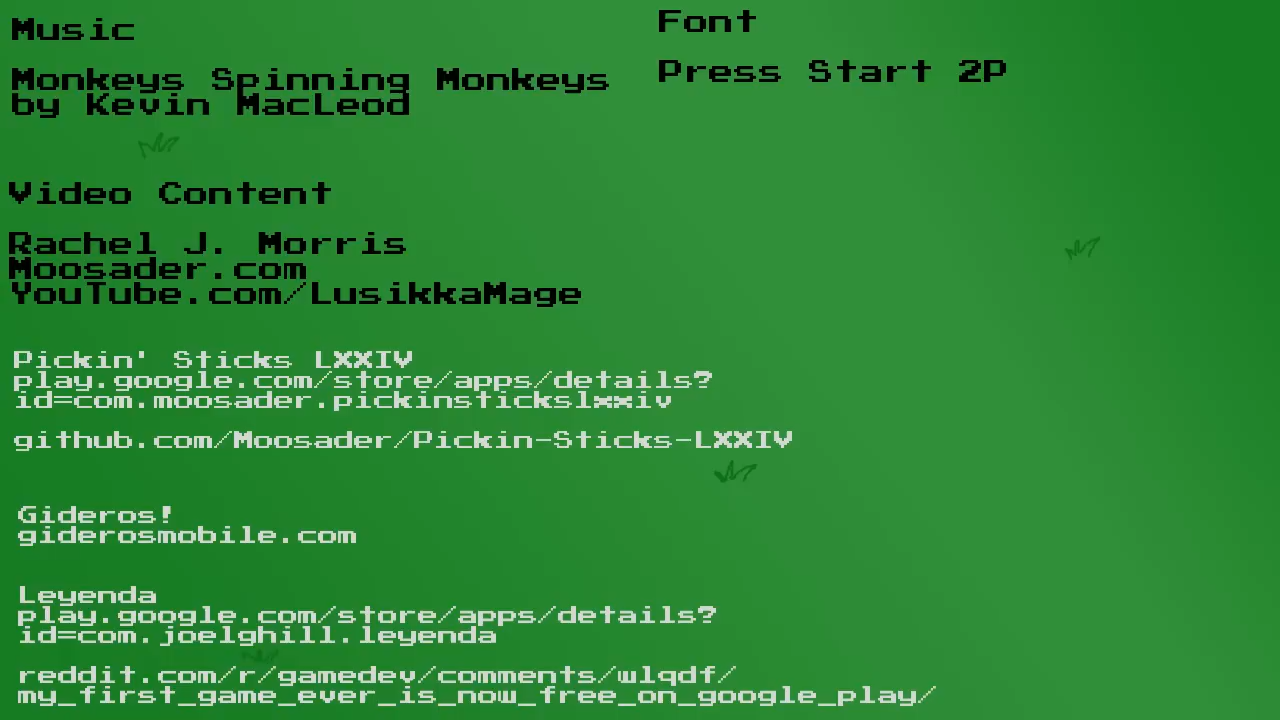 Music
Monkeys Spinning Monkeys
by Kevin MacLeod
Font
Press Start 2P
Video Content
Rachel J. Morris
Moosader.com
YouTube.com/LusikkaMage
Pickin' Sticks LXXIV
play.google.com/store/apps/details?
id=com.moosader.pickinstickslxxiv
github.com/Moosader/Pickin-Sticks-LXXIV
Gideros!
giderosmobile.com
Leyenda
play.google.com/store/apps/details?
id=com.joelghill.leyenda
reddit.com/r/gamedev/comments/wlqdf/
my_first_game_ever_is_now_free_on_google_play/